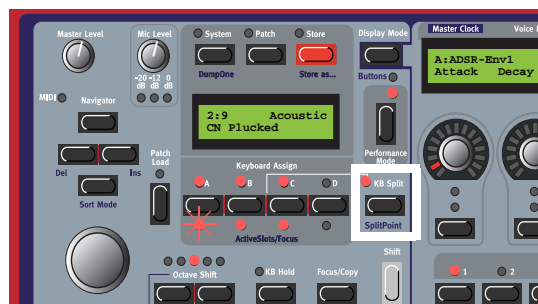 Master Level
Mic Level
System
Patch
Store
Display Mode
Master Clock
Voice M
-20 -12 0
dB dB dB
DumpOne
Store as...
Buttons
A:ADSR-Env1
Attack Decay
MIDI
Navigator
2:9 Acoustic
CN Plucked
Performance
Mode
Patch
Load
Keyboard Assign
Del
Ins
A
B
C
D
KB Split
Sort Mode
ActiveSlots/Focus
SplitPoint
Shift
Octave Shift
KB Hold
Focus/Copy
1
2